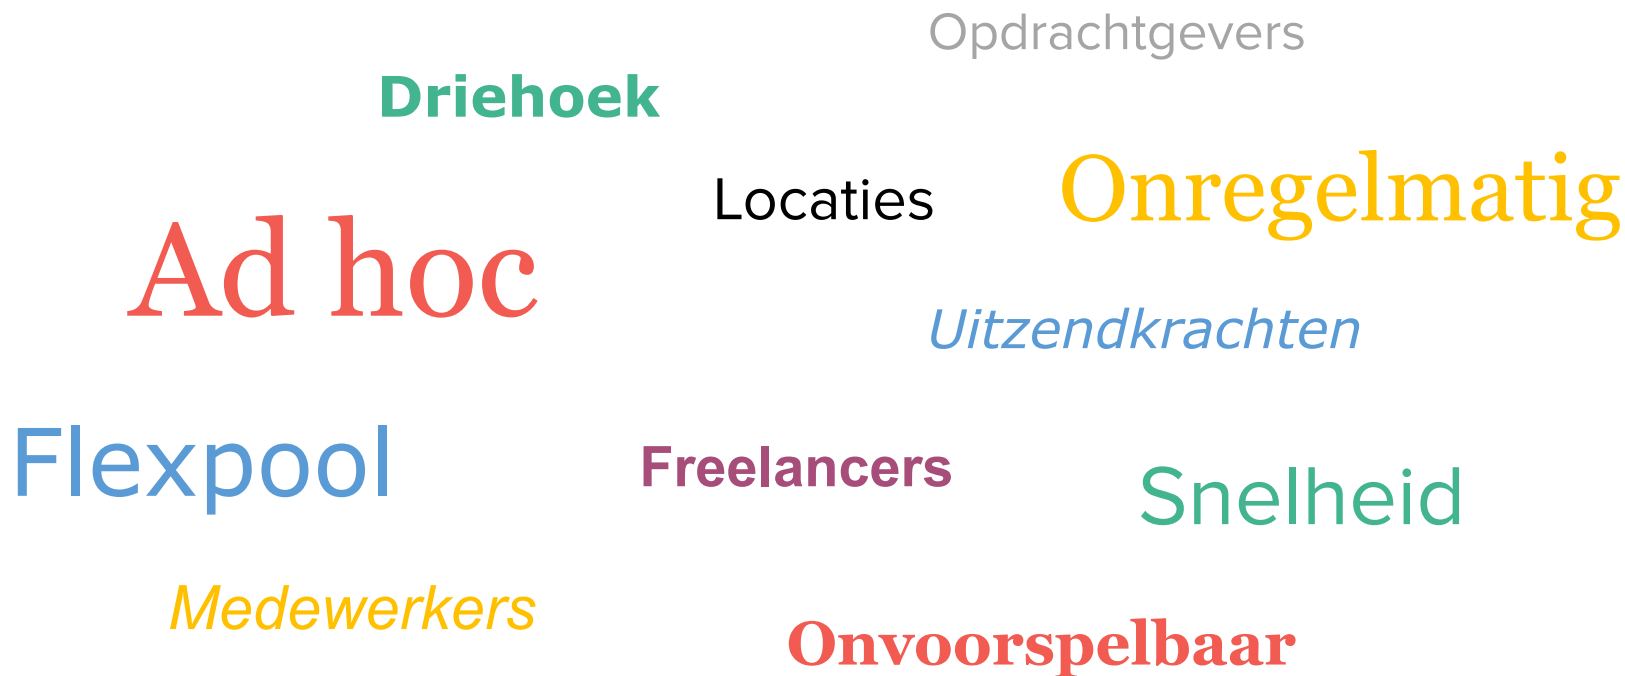 Opdrachtgevers
Driehoek
Locaties
Onregelmatig
Ad hoc
Uitzendkrachten
Flexpool
Freelancers
Snelheid
Medewerkers
Onvoorspelbaar